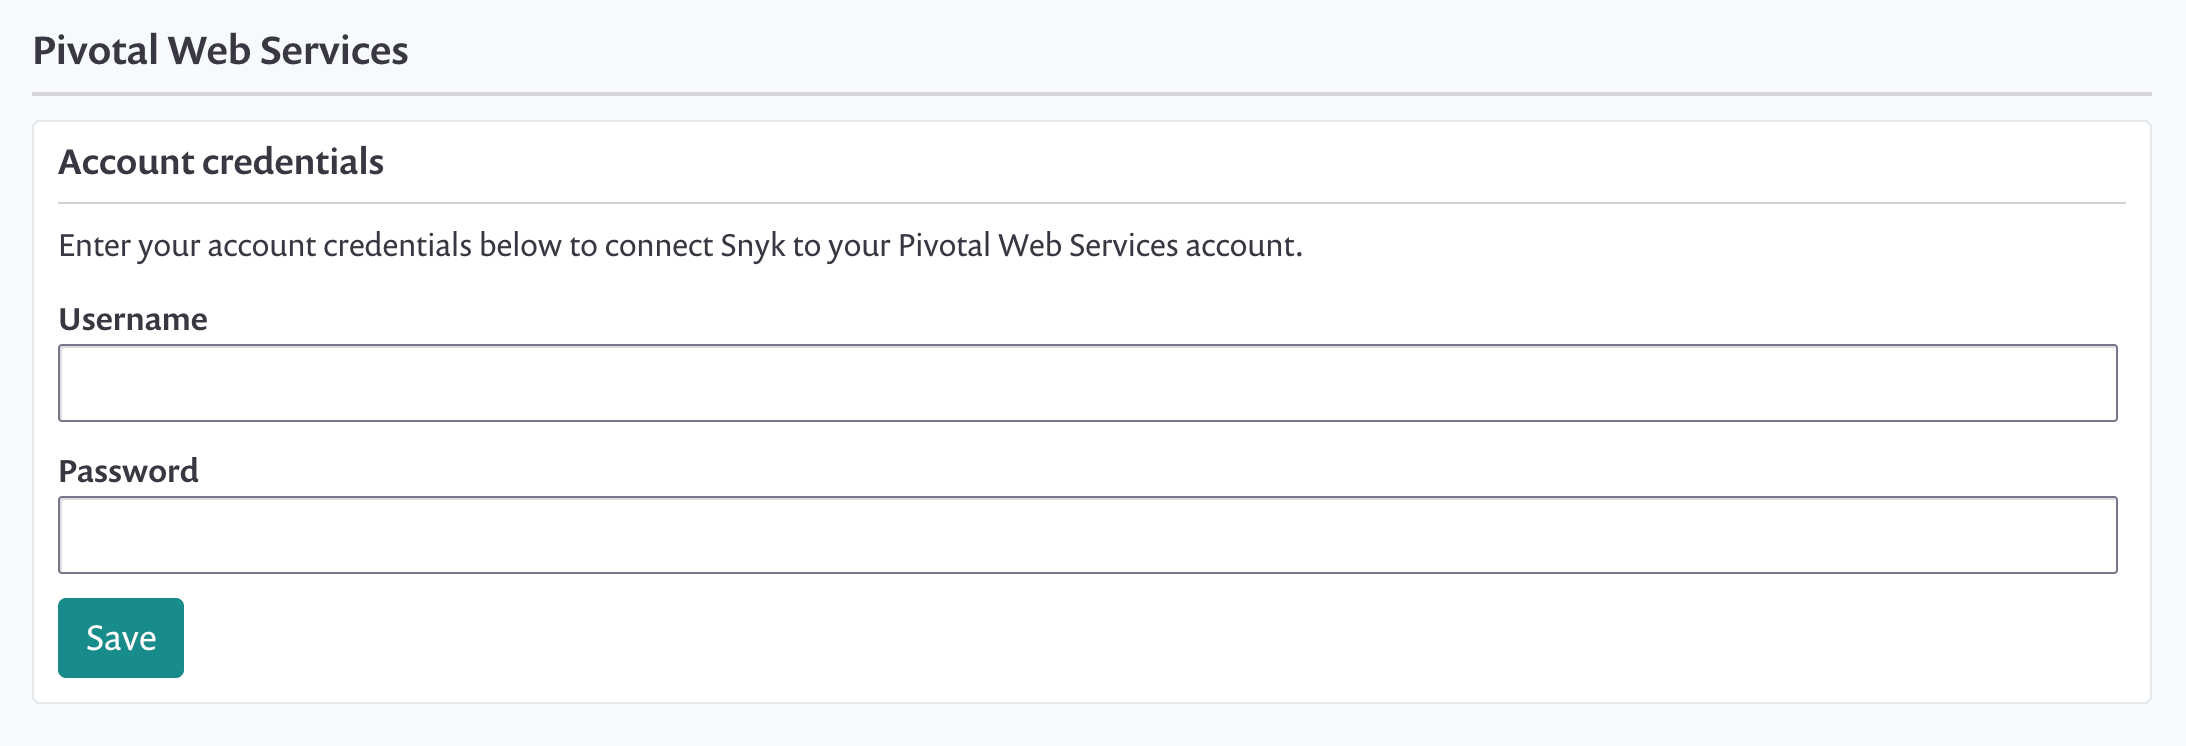 Pivotal Web Services
Account credentials
Enter your account credentials below to connect Snyk to your Pivotal Web Services account.
Username
Password
Save